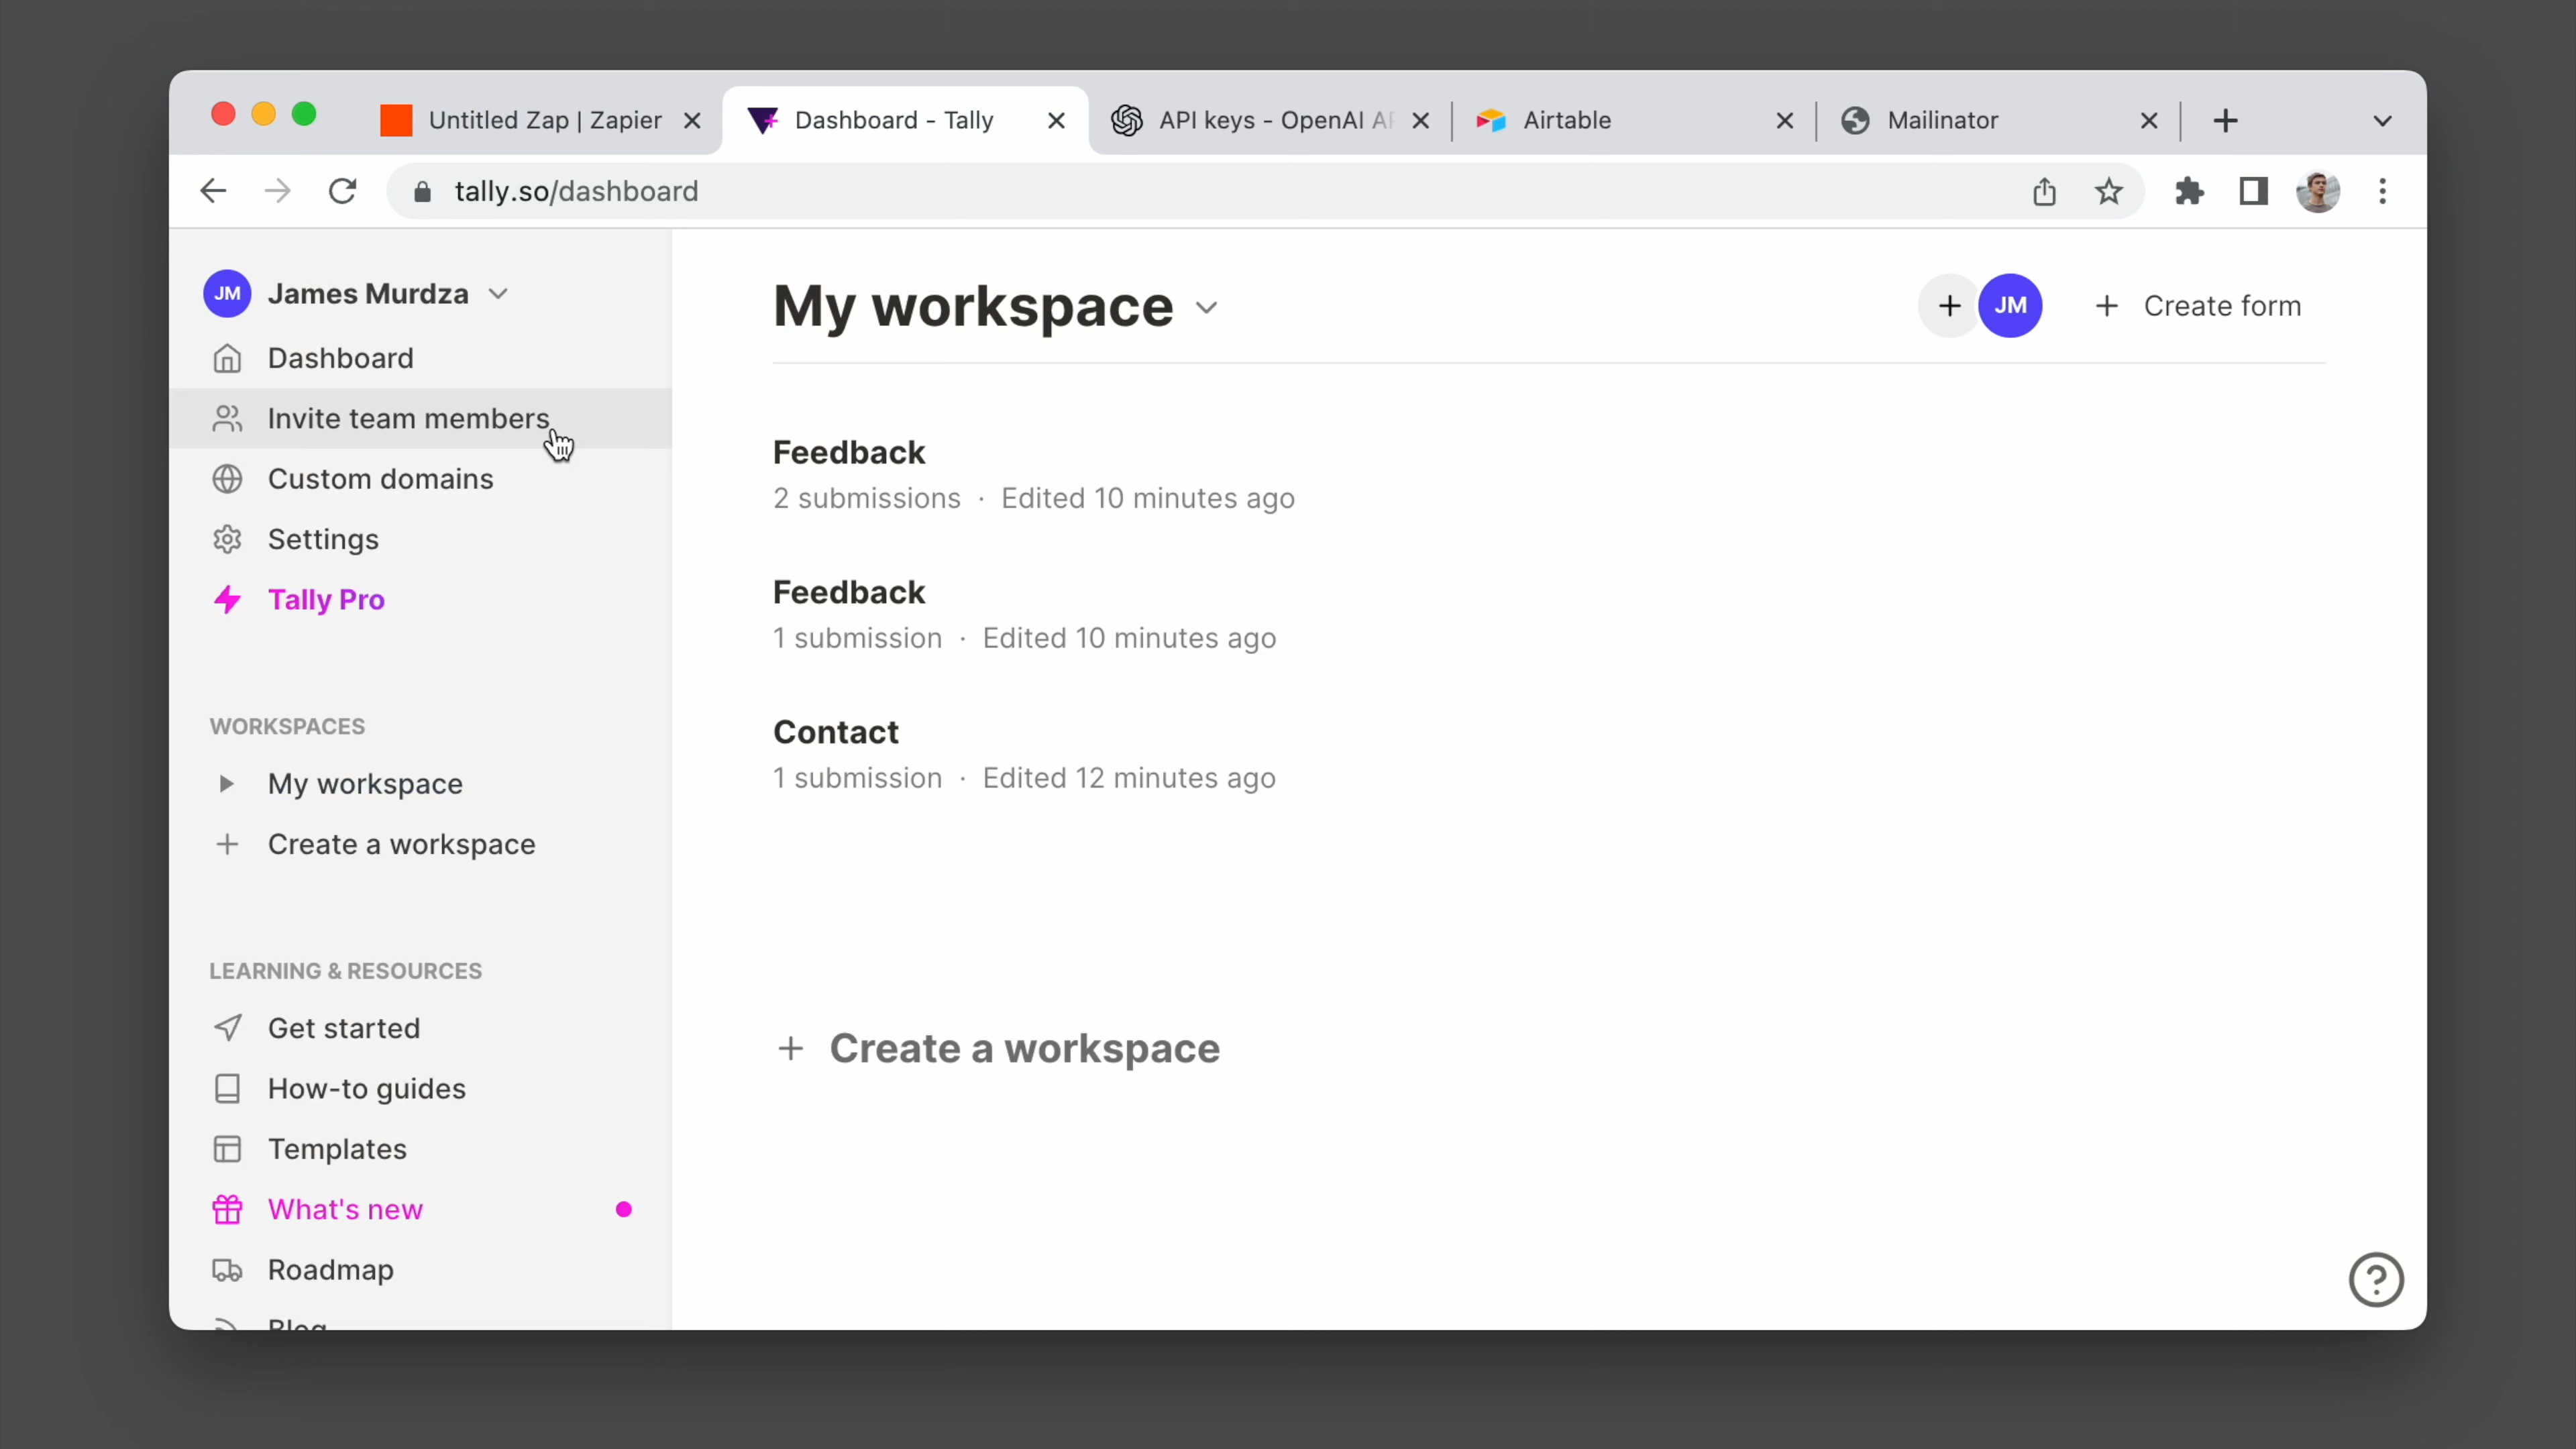 Untitled Zap | Zapier
Dashboard - Tally
API keys - OpenAI AP
Airtable
Mailinator
tally.so/dashboard
JM James Murdza
Dashboard
Invite team members
Custom domains
Settings
Tally Pro
WORKSPACES
My workspace
Create a workspace
LEARNING & RESOURCES
Get started
How-to guides
Templates
What's new
Roadmap
Blog
My workspace
JM
Create form
Feedback
2 submissions · Edited 10 minutes ago
Feedback
1 submission · Edited 10 minutes ago
Contact
1 submission · Edited 12 minutes ago
Create a workspace